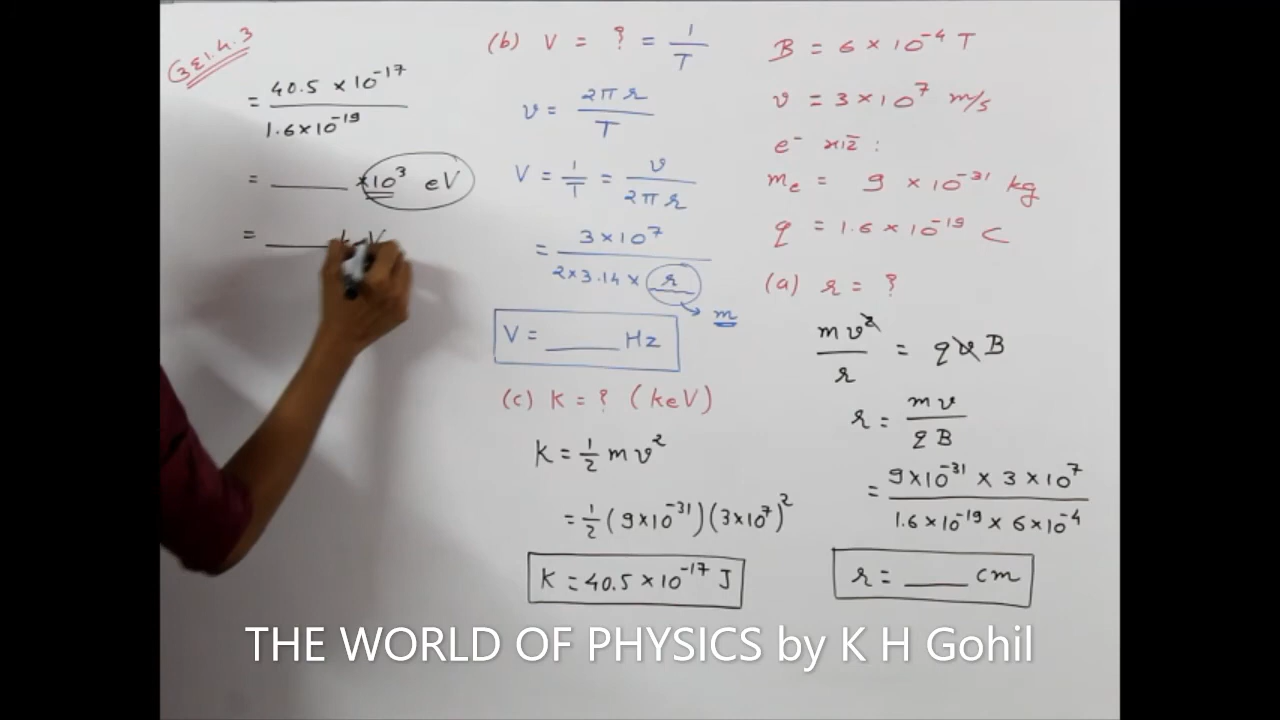 ઉદા. 4.3
B = 6 × 10⁻⁴ T
v = 3 × 10⁷ m/s
e⁻ માટે :
mₑ = 9 × 10⁻³¹ kg
q = 1.6 × 10⁻¹⁹ C
(a) r = ?
mv²/r = qvB
r = mv/qB
= 9×10⁻³¹ × 3×10⁷ / 1.6×10⁻¹⁹ × 6×10⁻⁴
r = ____ cm
(b) ν = ? = 1/T
v = 2πr/T
ν = 1/T = v/2πr
= 3×10⁷ / 2×3.14× r → m
ν = ____ Hz
(c) K = ? (keV)
K = ½ mv²
= ½ (9×10⁻³¹)(3×10⁷)²
K = 40.5×10⁻¹⁷ J
= 40.5 × 10⁻¹⁷ / 1.6×10⁻¹⁹
= ____ ×10³ eV
= ____
THE WORLD OF PHYSICS by K H Gohil